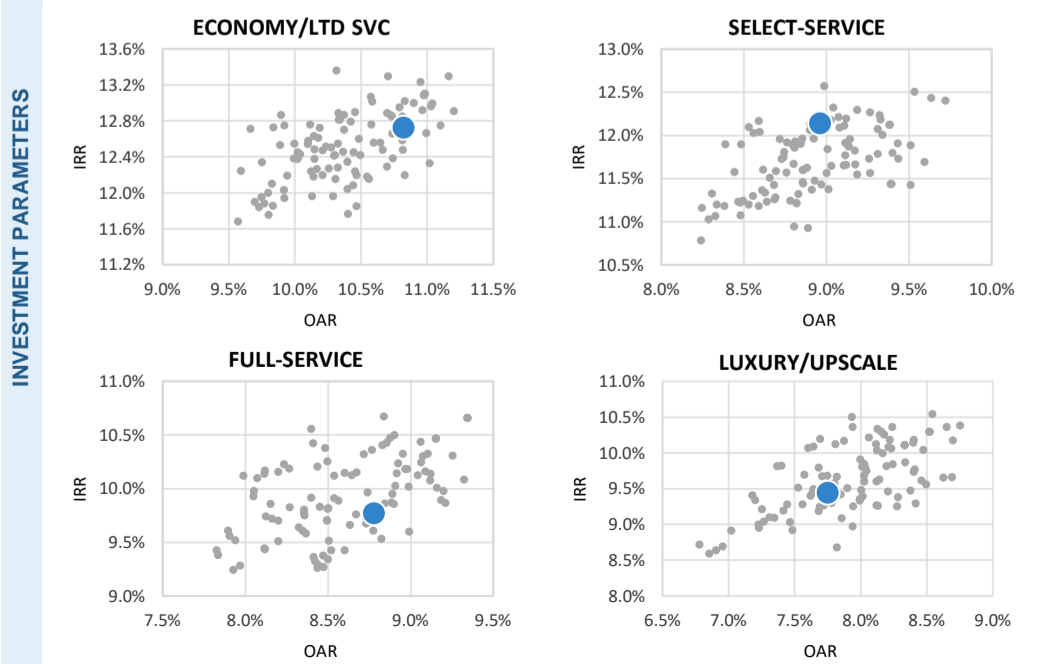 INVESTMENT PARAMETERS
ECONOMY/LTD SVC
13.6%
13.2%
12.8%
12.4%
12.0%
11.6%
11.2%
IRR
9.0% 9.5% 10.0% 10.5% 11.0% 11.5%
OAR
SELECT-SERVICE
13.0%
12.5%
12.0%
11.5%
11.0%
10.5%
IRR
8.0% 8.5% 9.0% 9.5% 10.0%
OAR
FULL-SERVICE
11.0%
10.5%
10.0%
9.5%
9.0%
IRR
7.5% 8.0% 8.5% 9.0% 9.5%
OAR
LUXURY/UPSCALE
11.0%
10.5%
10.0%
9.5%
9.0%
8.5%
8.0%
IRR
6.5% 7.0% 7.5% 8.0% 8.5% 9.0%
OAR